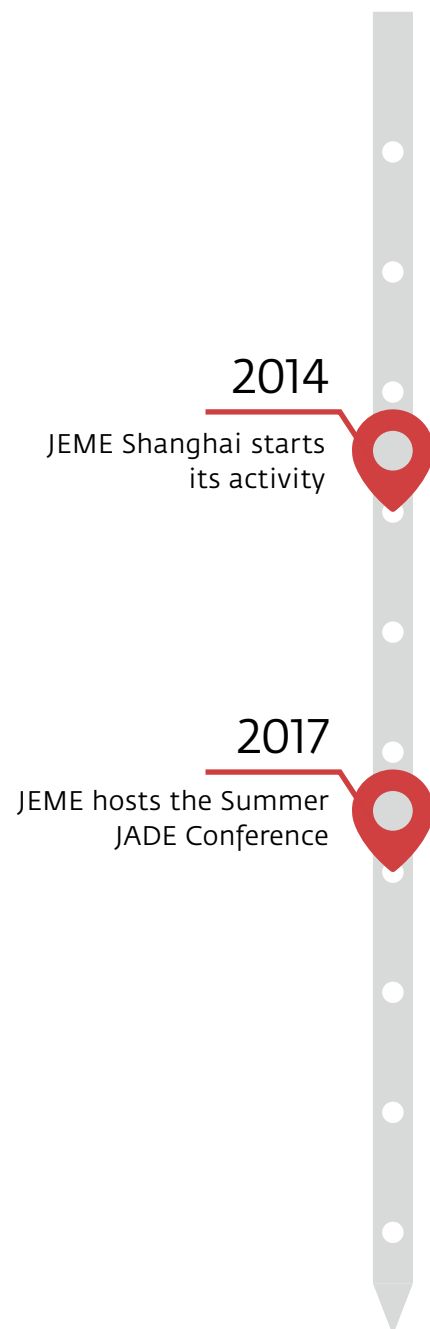 2014
JEME Shanghai starts
its activity
2017
JEME hosts the Summer
JADE Conference